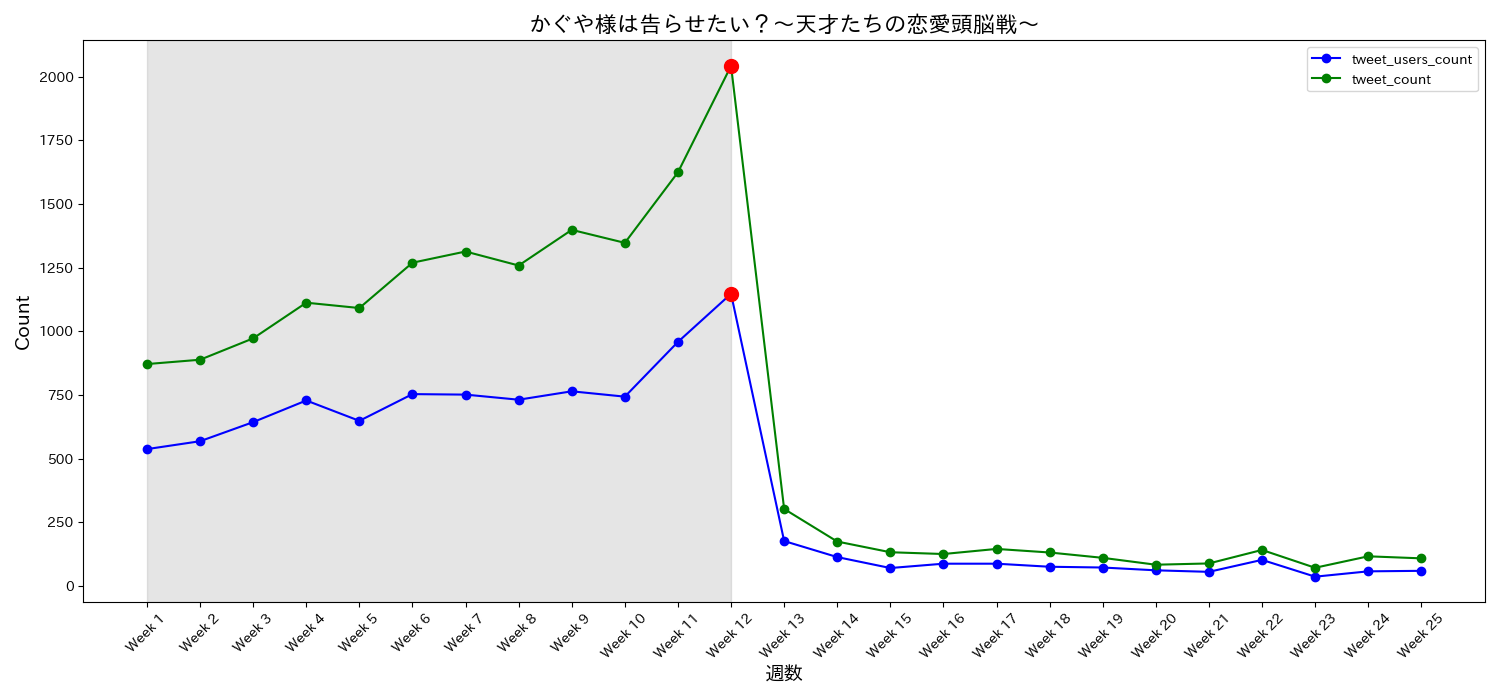 かぐや様は告らせたい？～天才たちの恋愛頭脳戦～
tweet_users_count
tweet_count
Count
2000
1750
1500
1250
1000
750
500
250
0
Week 1
Week 2
Week 3
Week 4
Week 5
Week 6
Week 7
Week 8
Week 9
Week 10
Week 11
Week 12
Week 13
Week 14
Week 15
Week 16
Week 17
Week 18
Week 19
Week 20
Week 21
Week 22
Week 23
Week 24
Week 25
週数